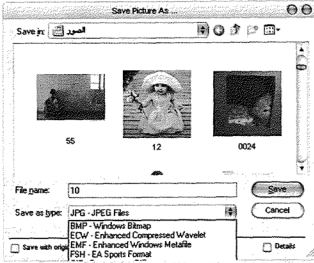 Save Picture As ...
Save in: الصور
55
12
0024
File name: 10
Save
Save as type: JPG - JPEG Files
Cancel
BMP - Windows Bitmap
ECW - Enhanced Compressed Wavelet
EMF - Enhanced Windows Metafile
FSH - EA Sports Format
Save with
Details